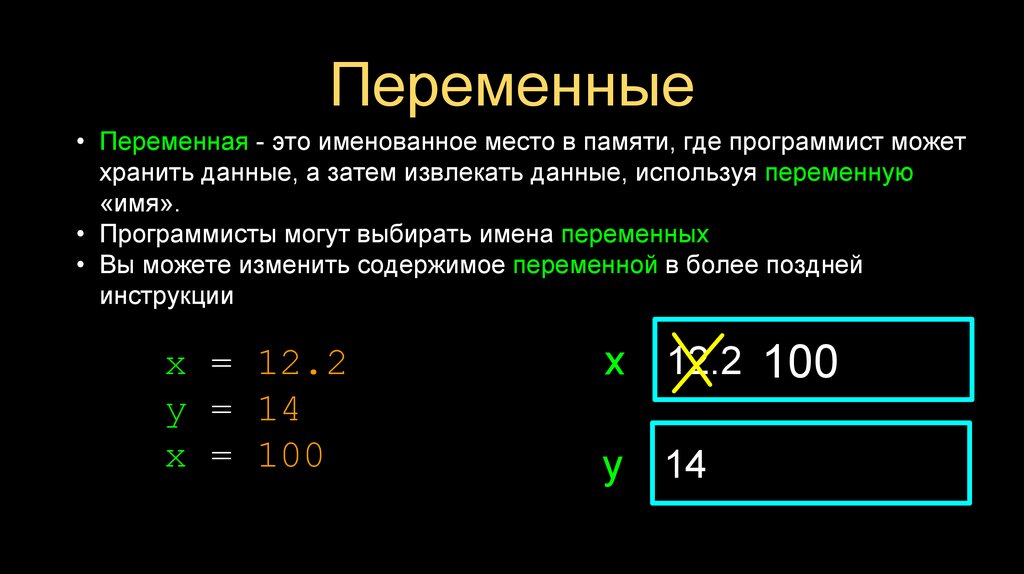 Переменные
• Переменная - это именованное место в памяти, где программист может
хранить данные, а затем извлекать данные, используя переменную
«имя».
• Программисты могут выбирать имена переменных
• Вы можете изменить содержимое переменной в более поздней
инструкции
x = 12.2
y = 14
x = 100
x 12.2 100
y 14